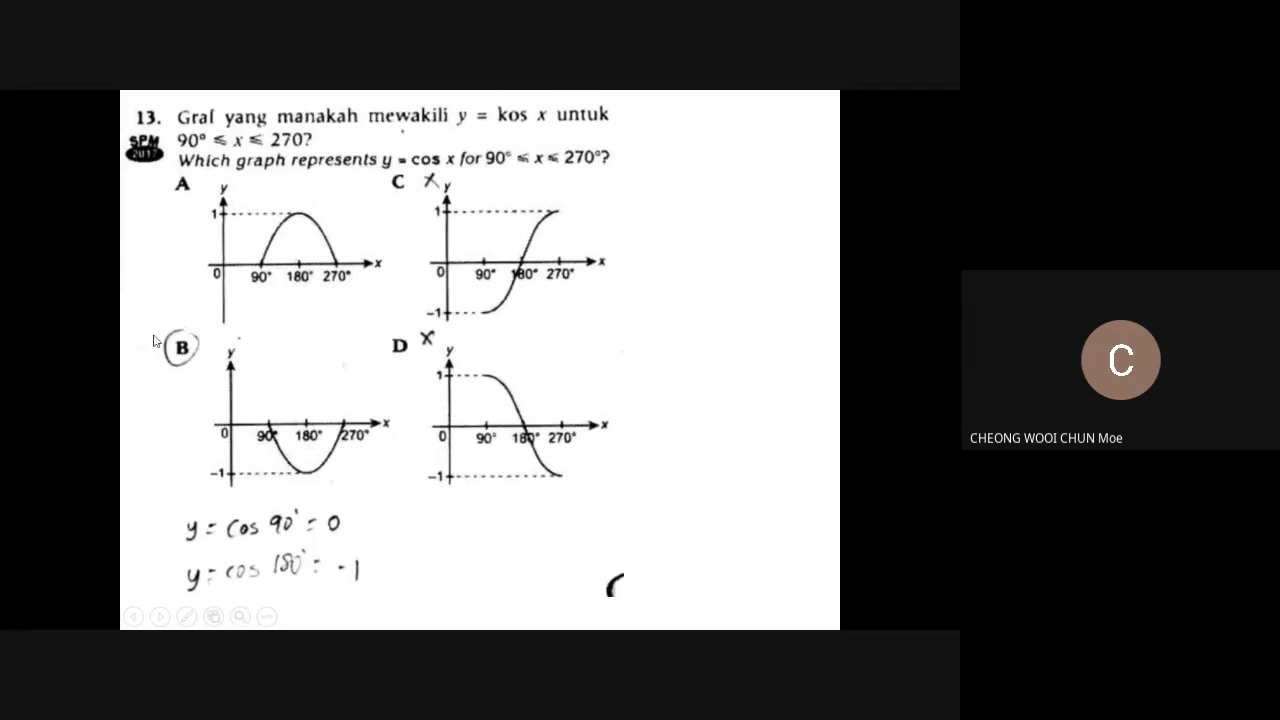 13. Graf yang manakah mewakili y = kos x untuk
SPM 90° ≤ x ≤ 270?
2017 Which graph represents y = cos x for 90° ≤ x ≤ 270°?
A
y
1
0 90° 180° 270° x
C x
y
1
0 90° 180° 270° x
-1
B
y
0 90° 180° 270° x
-1
D x
y
1
0 90° 180° 270° x
-1
y = cos 90° = 0
y = cos 180° = -1
C
CHEONG WOOI CHUN Moe